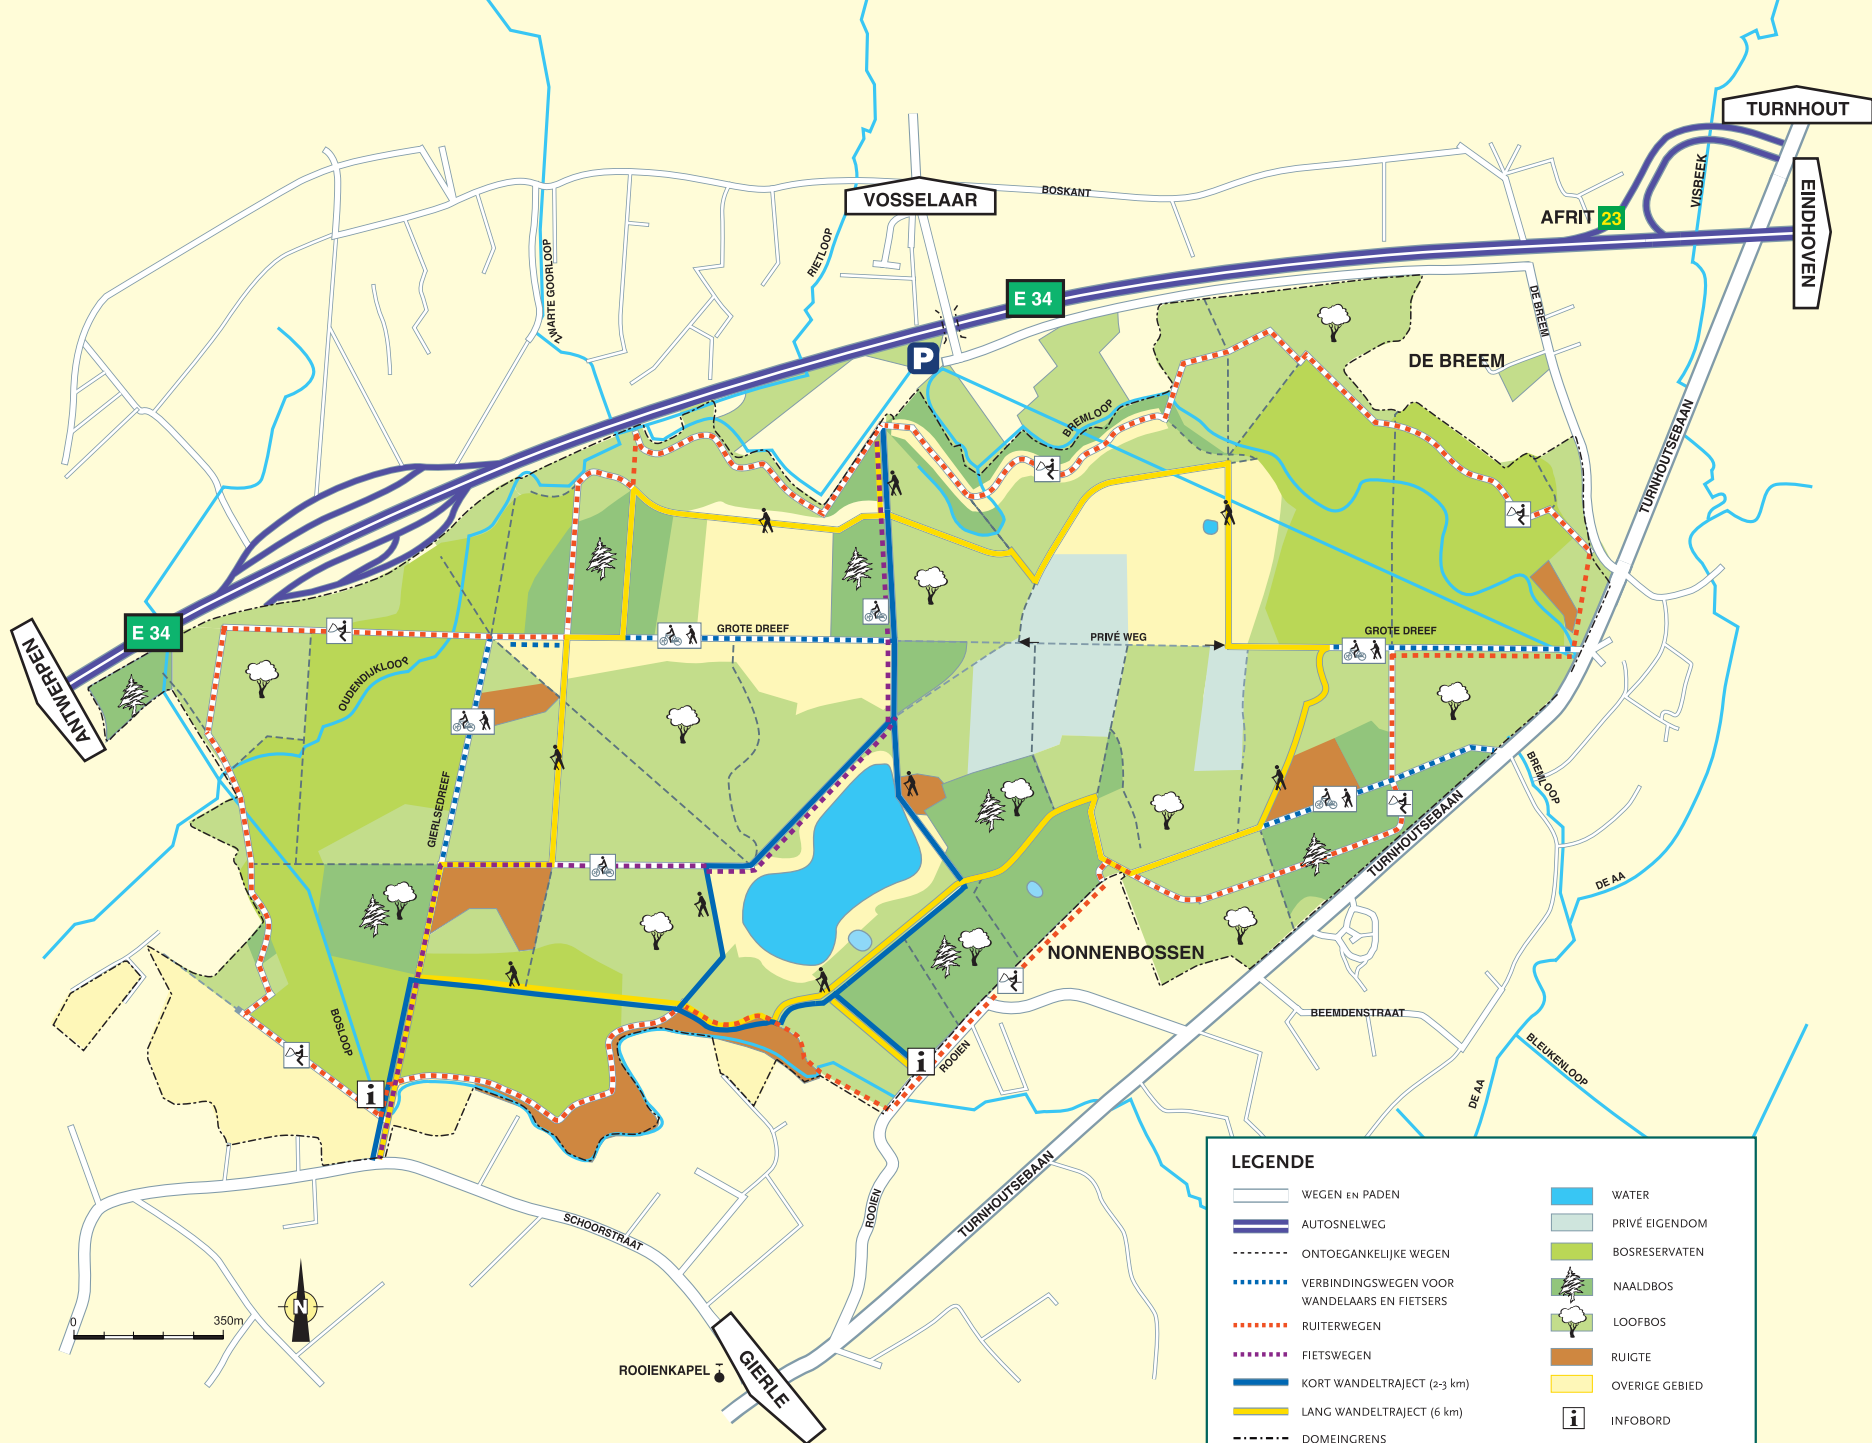 TURNHOUT
EINDHOVEN
VISBEEK
AFRIT 23
VOSSELAAR
BOSKANT
RIETLOOP
ZWARTE GOORLOOP
E 34
P
DE BREEM
DE BREEM
BREMLOOP
TURNHOUTSEBAAN
E 34
ANTWERPEN
GROTE DREEF
PRIVÉ WEG
GROTE DREEF
OUDENDIJKLOOP
GIERLSEDREEF
BREMLOOP
TURNHOUTSEBAAN
DE AA
NONNENBOSSEN
BEEMDENSTRAAT
BOSLOOP
i
i
ROOIEN
BLEUKENLOOP
DE AA
ROOIEN
TURNHOUTSEBAAN
SCHOORSTRAAT
N
0 350m
ROOIENKAPEL
GIERLE
LEGENDE
WEGEN EN PADEN
AUTOSNELWEG
ONTOEGANKELIJKE WEGEN
VERBINDINGSWEGEN VOOR
WANDELAARS EN FIETSERS
RUITERWEGEN
FIETSWEGEN
KORT WANDELTRAJECT (2-3 km)
LANG WANDELTRAJECT (6 km)
DOMEINGRENS
WATER
PRIVÉ EIGENDOM
BOSRESERVATEN
NAALDBOS
LOOFBOS
RUIGTE
OVERIGE GEBIED
i INFOBORD